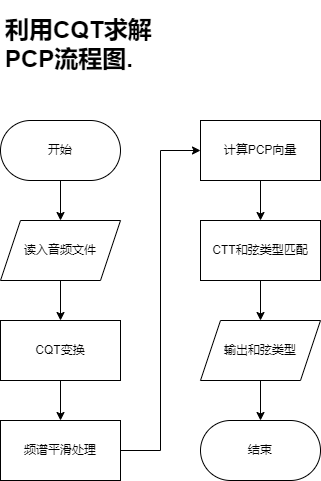 利用CQT求解
PCP流程图.
开始
读入音频文件
CQT变换
频谱平滑处理
计算PCP向量
CTT和弦类型匹配
输出和弦类型
结束